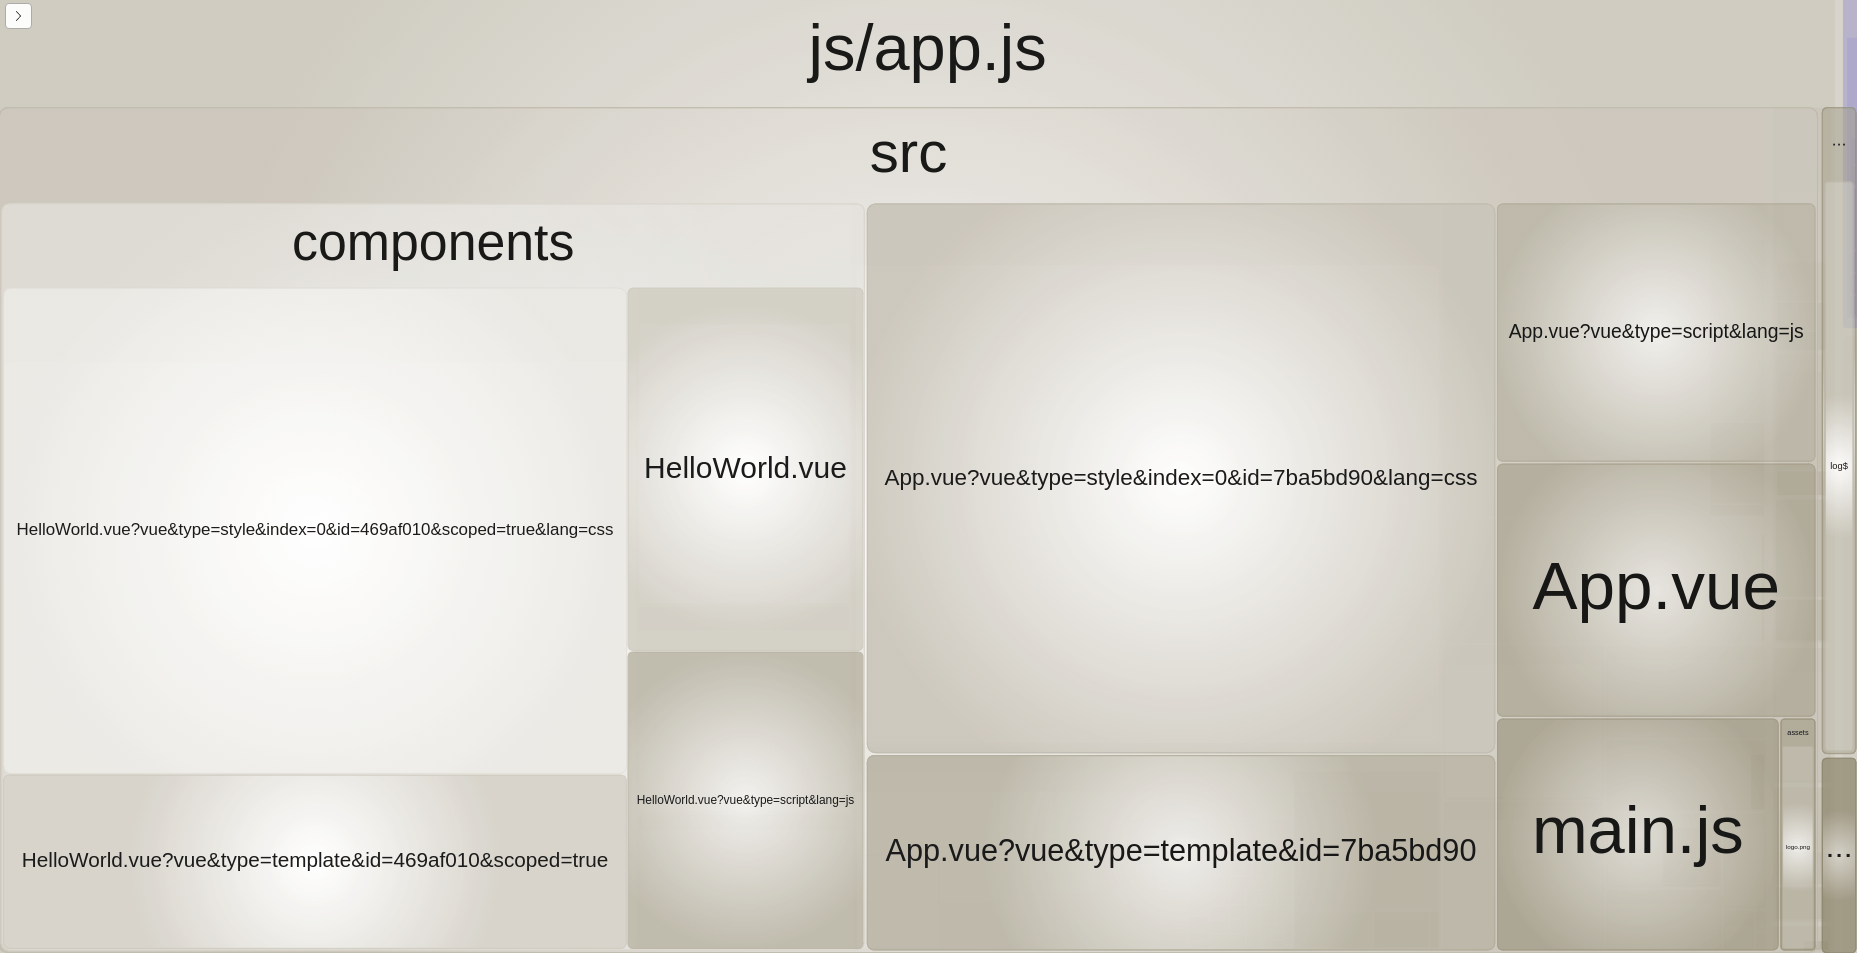 js/app.js
src
...
components
HelloWorld.vue?vue&type=style&index=0&id=469af010&scoped=true&lang=css
HelloWorld.vue
HelloWorld.vue?vue&type=template&id=469af010&scoped=true
HelloWorld.vue?vue&type=script&lang=js
App.vue?vue&type=style&index=0&id=7ba5bd90&lang=css
App.vue?vue&type=template&id=7ba5bd90
App.vue?vue&type=script&lang=js
App.vue
main.js
assets
logo.png
log$
...